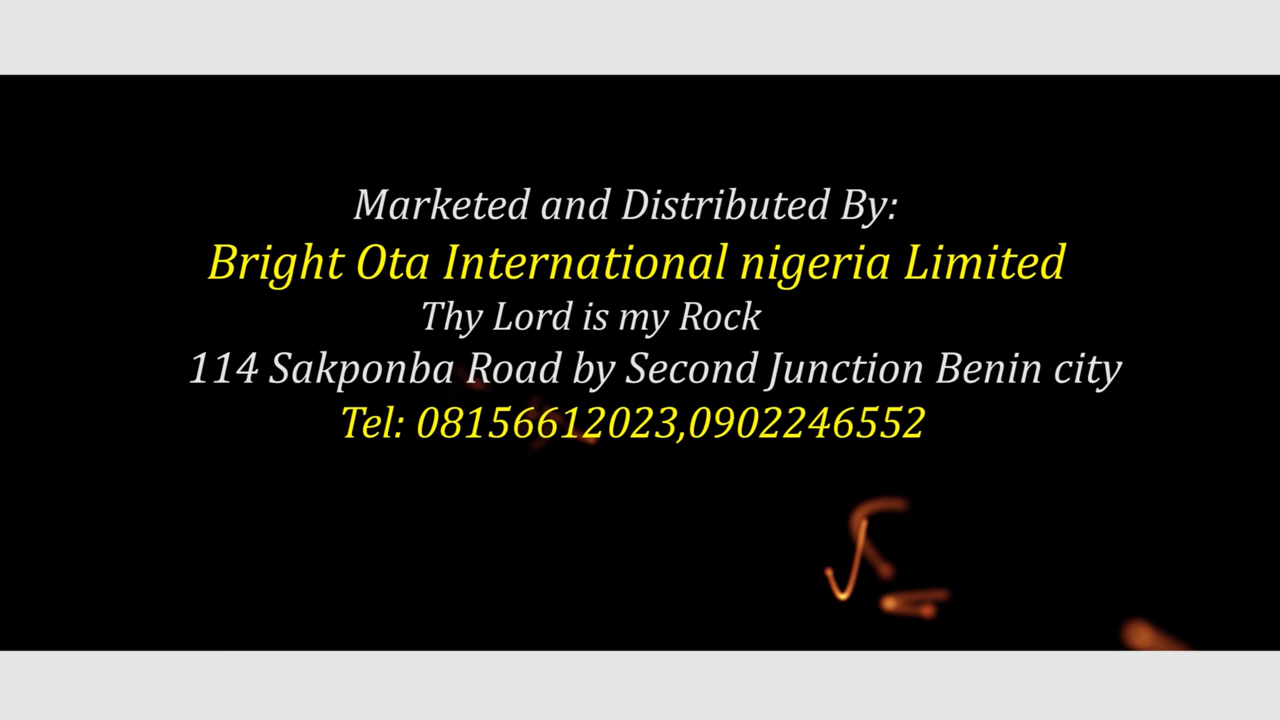 Marketed and Distributed By:
Bright Ota International nigeria Limited
Thy Lord is my Rock
114 Sakponba Road by Second Junction Benin city
Tel: 08156612023,0902246552